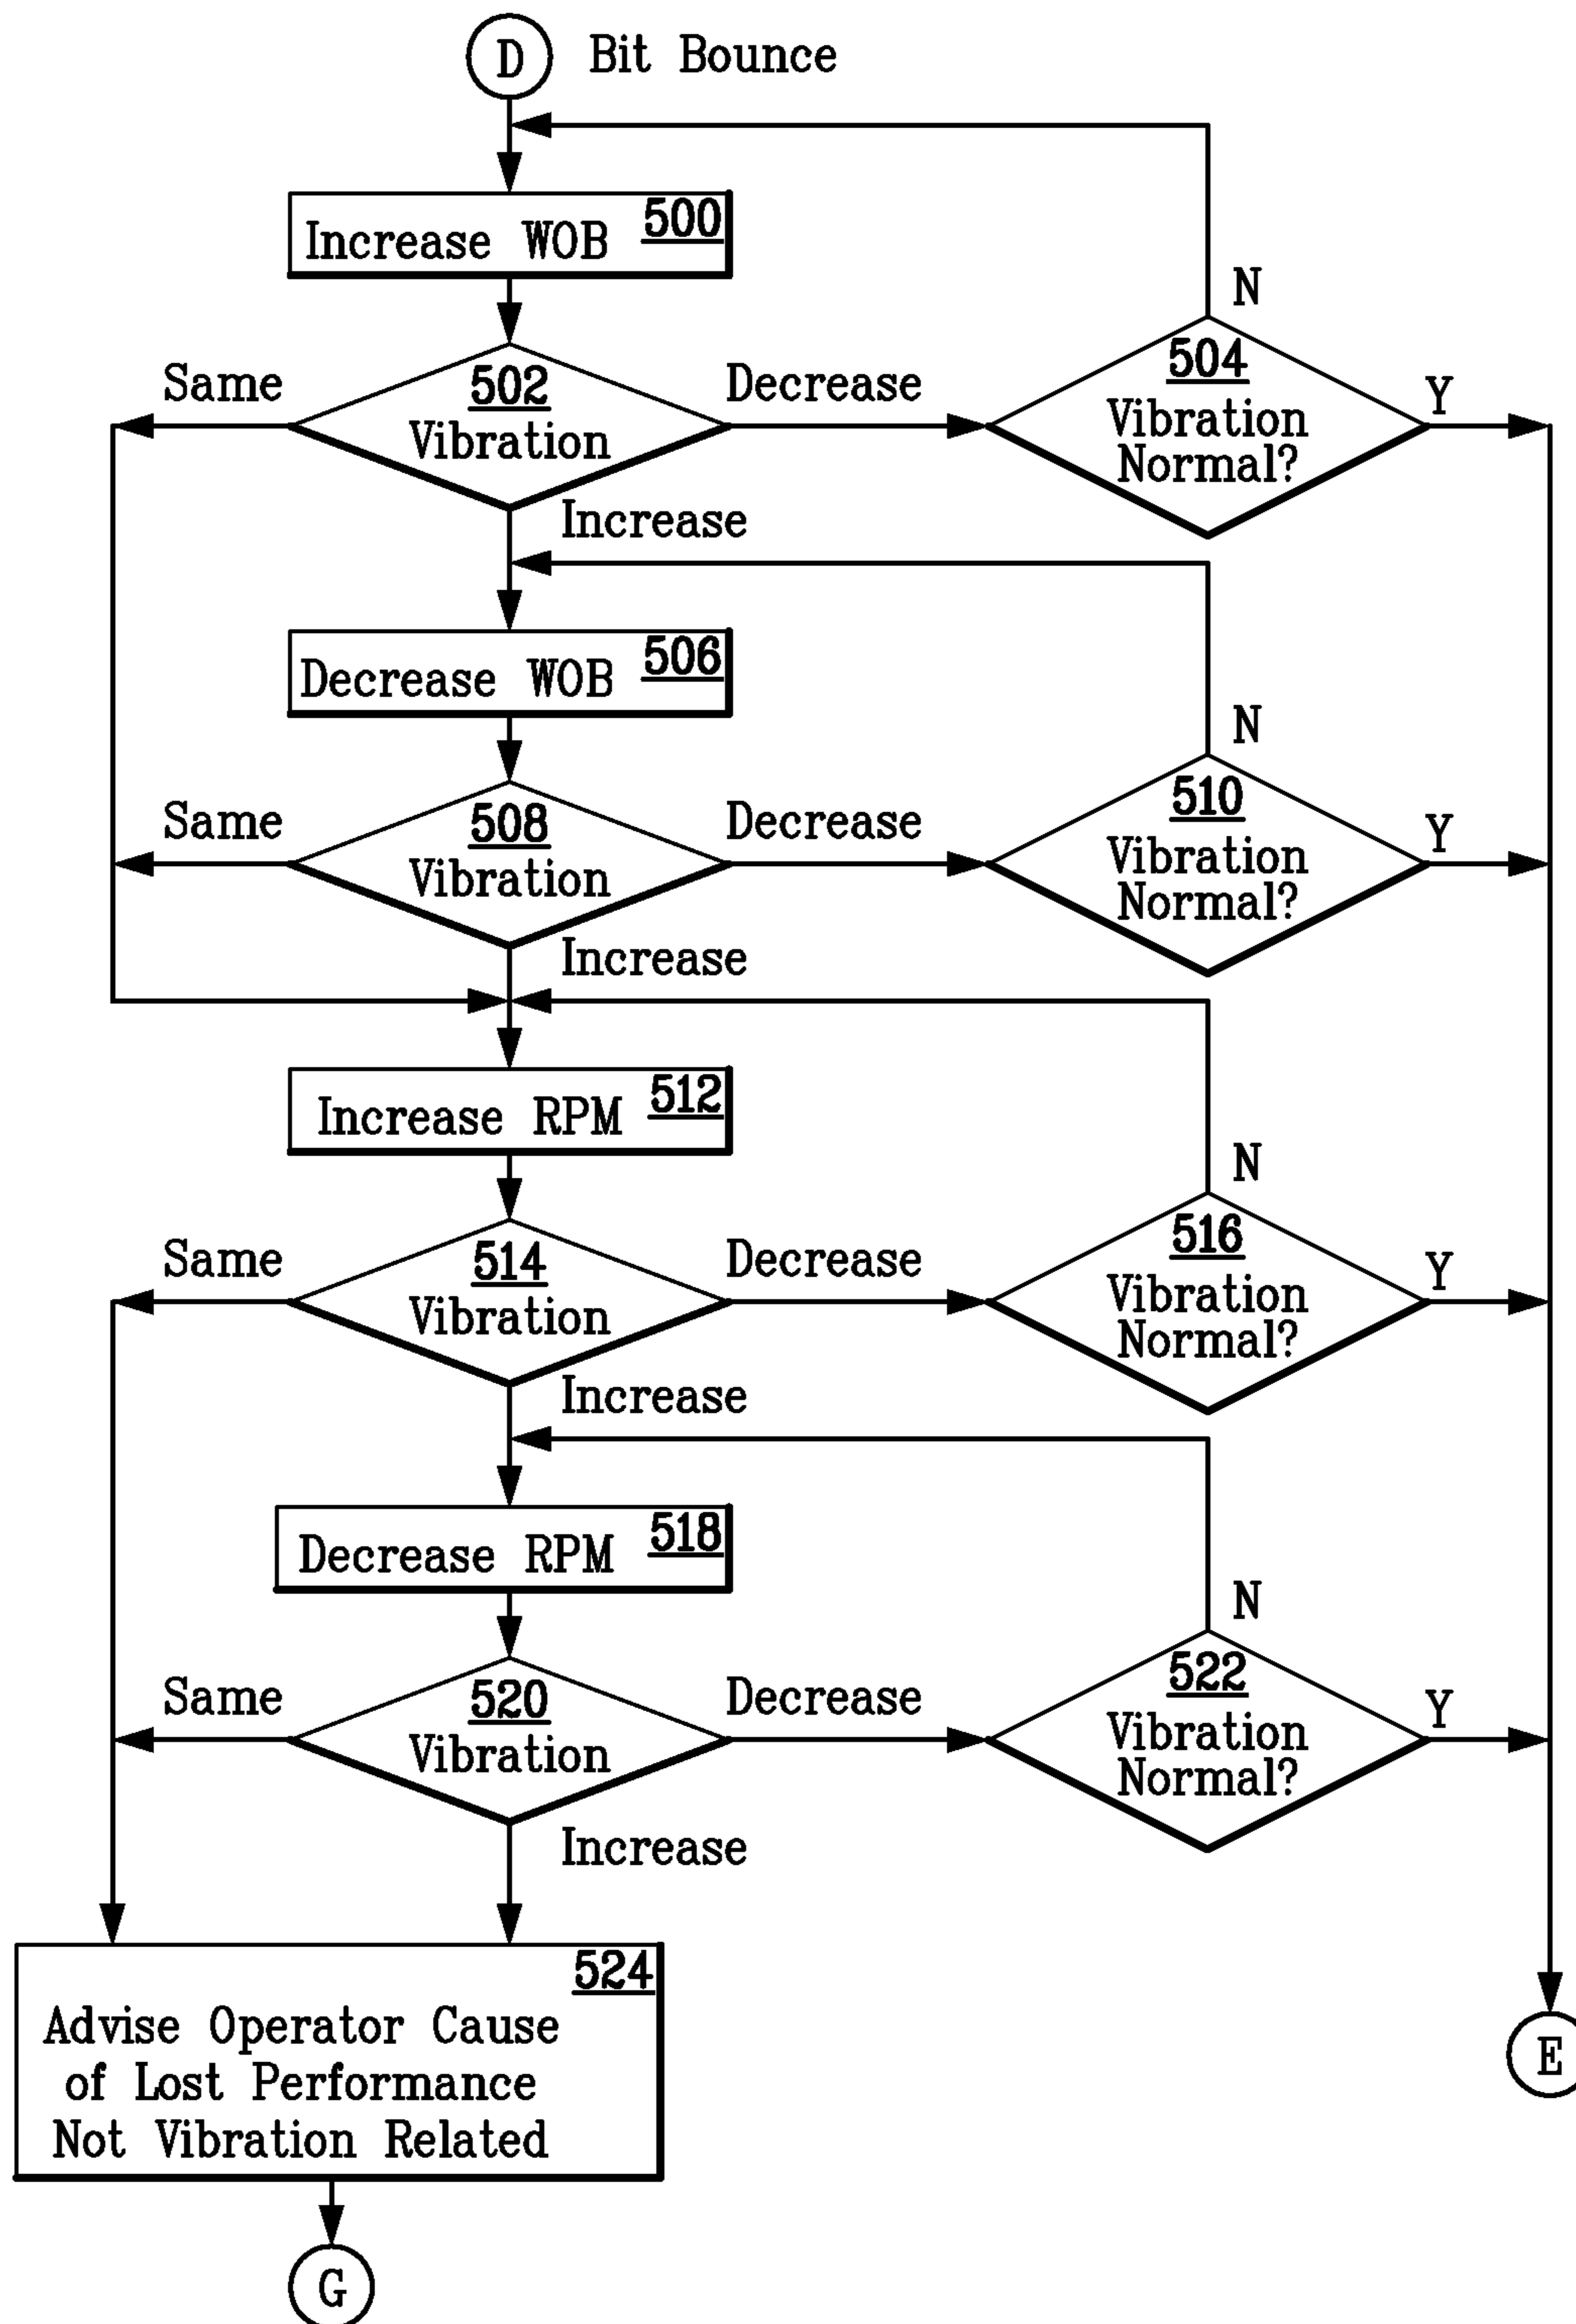 D Bit Bounce
Increase WOB 500
N
Same
502
Vibration
Decrease
504
Vibration
Normal?
Y
Increase
Decrease WOB 506
N
Same
508
Vibration
Decrease
510
Vibration
Normal?
Y
Increase
Increase RPM 512
N
Same
514
Vibration
Decrease
516
Vibration
Normal?
Y
Increase
Decrease RPM 518
N
Same
520
Vibration
Decrease
522
Vibration
Normal?
Y
Increase
524
Advise Operator Cause
of Lost Performance
Not Vibration Related
E
G